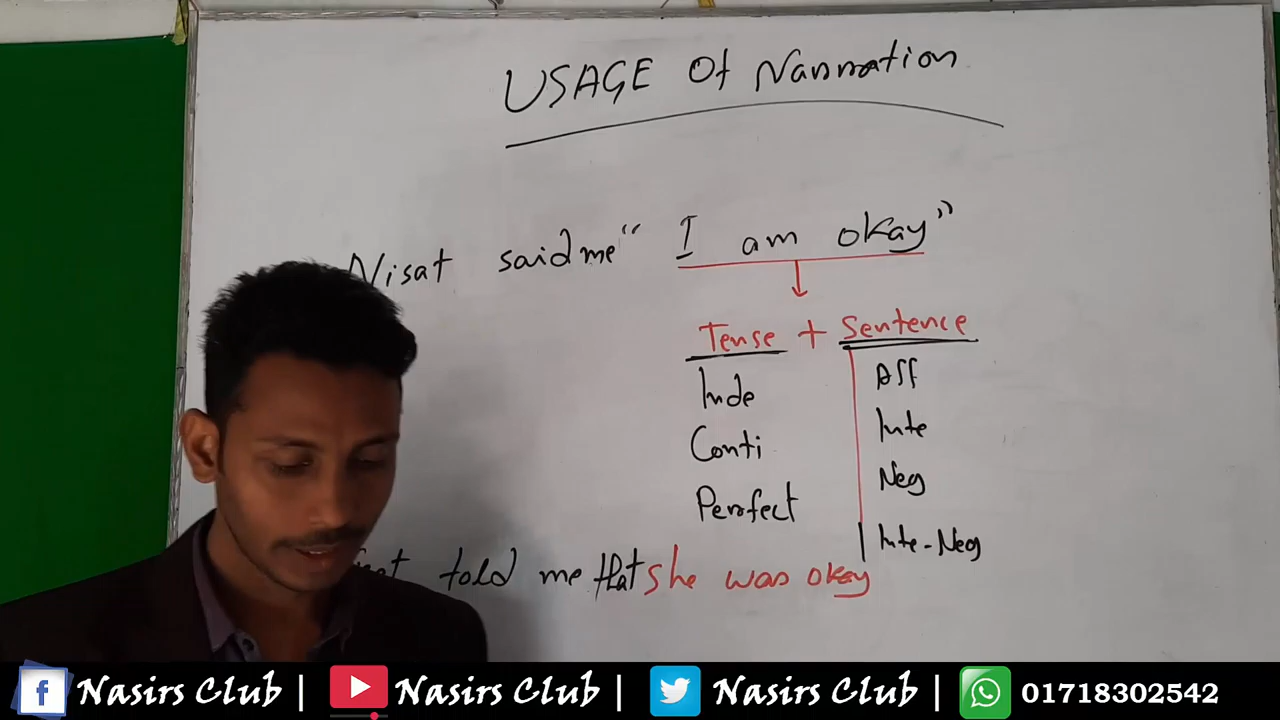 USAGE Of Narration
Nisat said me “ I am okay”
Tense + Sentence
Inde
Conti
Perfect
Aff
Inte
Neg
Inte-Neg
told me that she was okay
Nasirs Club | Nasirs Club | Nasirs Club | 01718302542